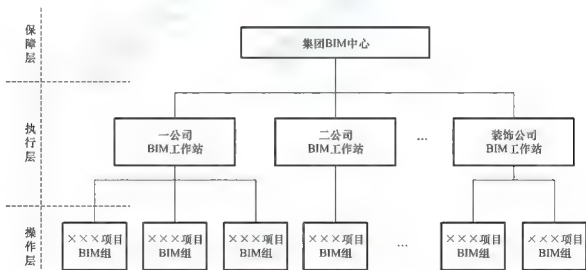 保障层
集团BIM中心
执行层
一公司
BIM工作站
二公司
BIM工作站
...
装饰公司
BIM工作站
操作层
×××项目
BIM组
×××项目
BIM组
×××项目
BIM组
×××项目
BIM组
...
×××项目
BIM组
×××项目
BIM组